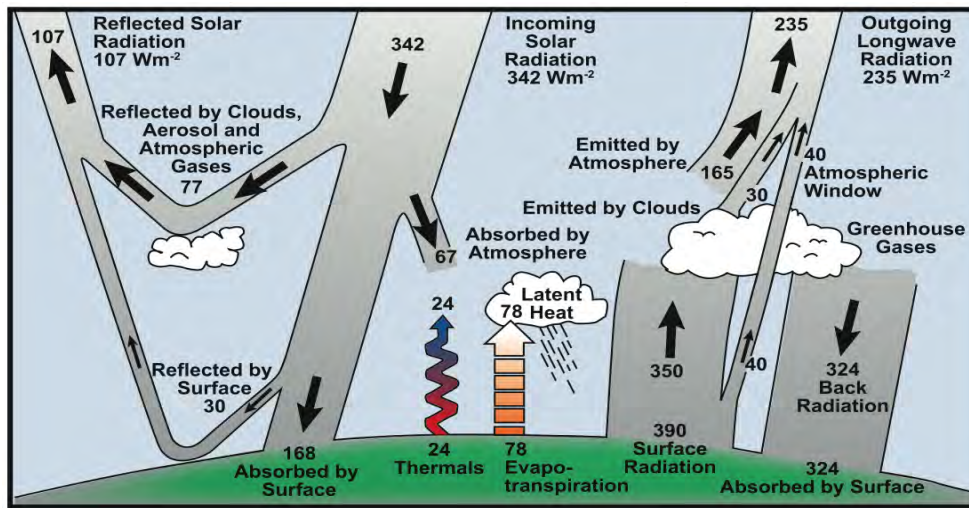 107
Reflected Solar
Radiation
107 Wm-2
342
Incoming
Solar
Radiation
342 Wm-2
235
Outgoing
Longwave
Radiation
235 Wm-2
Reflected by Clouds,
Aerosol and
Atmospheric
Gases
77
Emitted by
Atmosphere
165
30
40
Atmospheric
Window
Emitted by Clouds
Greenhouse
Gases
Absorbed by
Atmosphere
67
24
Latent
78 Heat
Reflected by
Surface
30
350
40
324
Back
Radiation
168
Absorbed by
Surface
24
Thermals
78
Evapo-
transpiration
390
Surface
Radiation
324
Absorbed by Surface